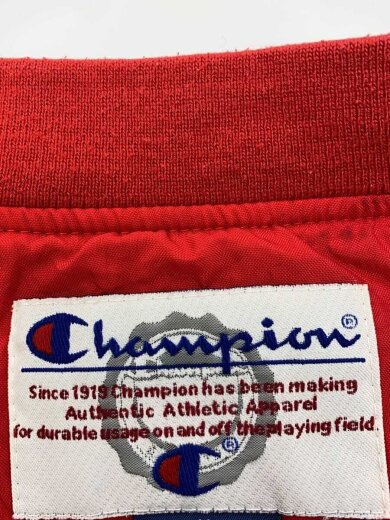 Champion®
Since 1919 Champion has been making
Authentic Athletic Apparel
for durable usage on and off the playing field.
®